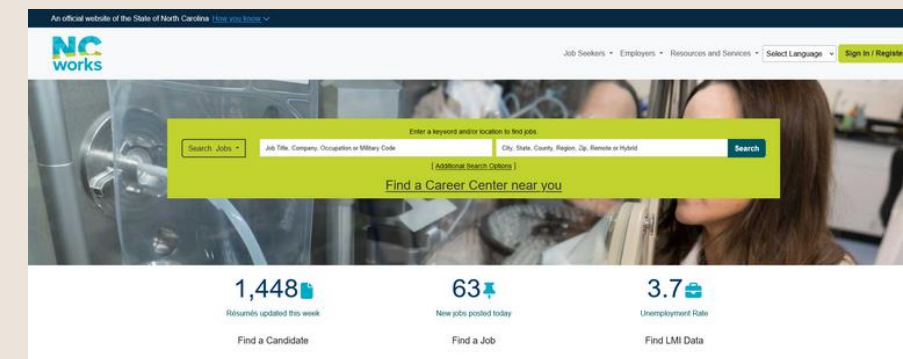 An official website of the State of North Carolina How you know
NC
works
Job Seekers Employers Resources and Services Select Language Sign In / Registe
Enter a keyword and/or location to find jobs.
Search Jobs Job Title, Company, Occupation or Military Code City, State, County, Region, Zip, Remote or Hybrid Search
[ Additional Search Options ]
Find a Career Center near you
1,448 63 3.7
Résumés updated this week New jobs posted today Unemployment Rate
Find a Candidate Find a Job Find LMI Data